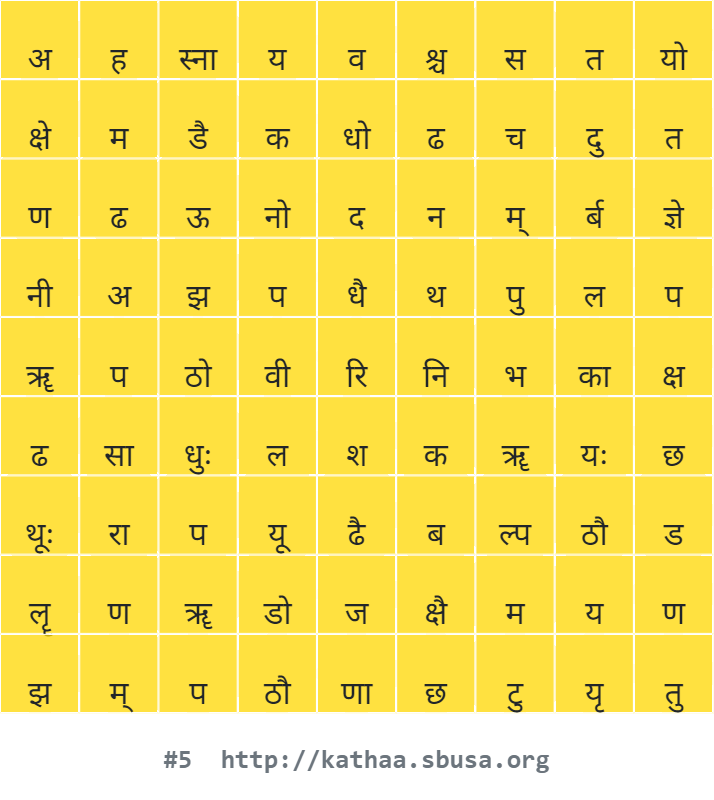 अ ह स्ना य व श्च स त यो
क्षे म डै क धो ढ च दु त
ण ढ ऊ नो द न म् र्ब ज्ञे
नी अ झ प धै थ पु ल प
ॠ प ठो वी रि नि भ का क्ष
ढ सा धुः ल श क ॠ यः छ
थूः रा प यू ढै ब ल्प ठौ ड
ॡ ण ॠ डो ज क्षै म य ण
झ म् प ठौ णा छ टु यृ तु
#5 http://kathaa.sbusa.org